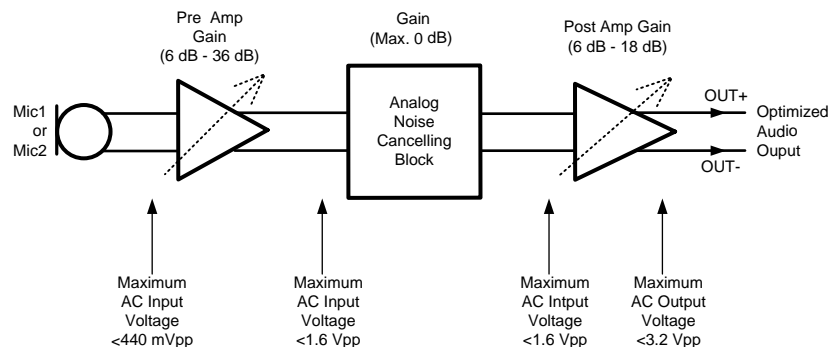 Pre Amp
Gain
(6 dB - 36 dB)
Gain
(Max. 0 dB)
Post Amp Gain
(6 dB - 18 dB)
Mic1
or
Mic2
Analog
Noise
Cancelling
Block
OUT+
OUT-
Optimized
Audio
Ouput
Maximum
AC Input
Voltage
<440 mVpp
Maximum
AC Input
Voltage
<1.6 Vpp
Maximum
AC Intput
Voltage
<1.6 Vpp
Maximum
AC Output
Voltage
<3.2 Vpp